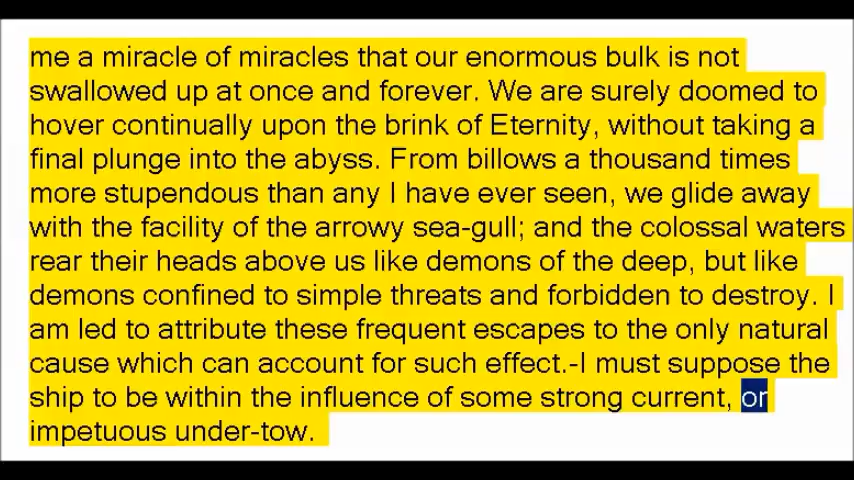 me a miracle of miracles that our enormous bulk is not
swallowed up at once and forever. We are surely doomed to
hover continually upon the brink of Eternity, without taking a
final plunge into the abyss. From billows a thousand times
more stupendous than any I have ever seen, we glide away
with the facility of the arrowy sea-gull; and the colossal waters
rear their heads above us like demons of the deep, but like
demons confined to simple threats and forbidden to destroy. I
am led to attribute these frequent escapes to the only natural
cause which can account for such effect.-I must suppose the
ship to be within the influence of some strong current, or
impetuous under-tow.